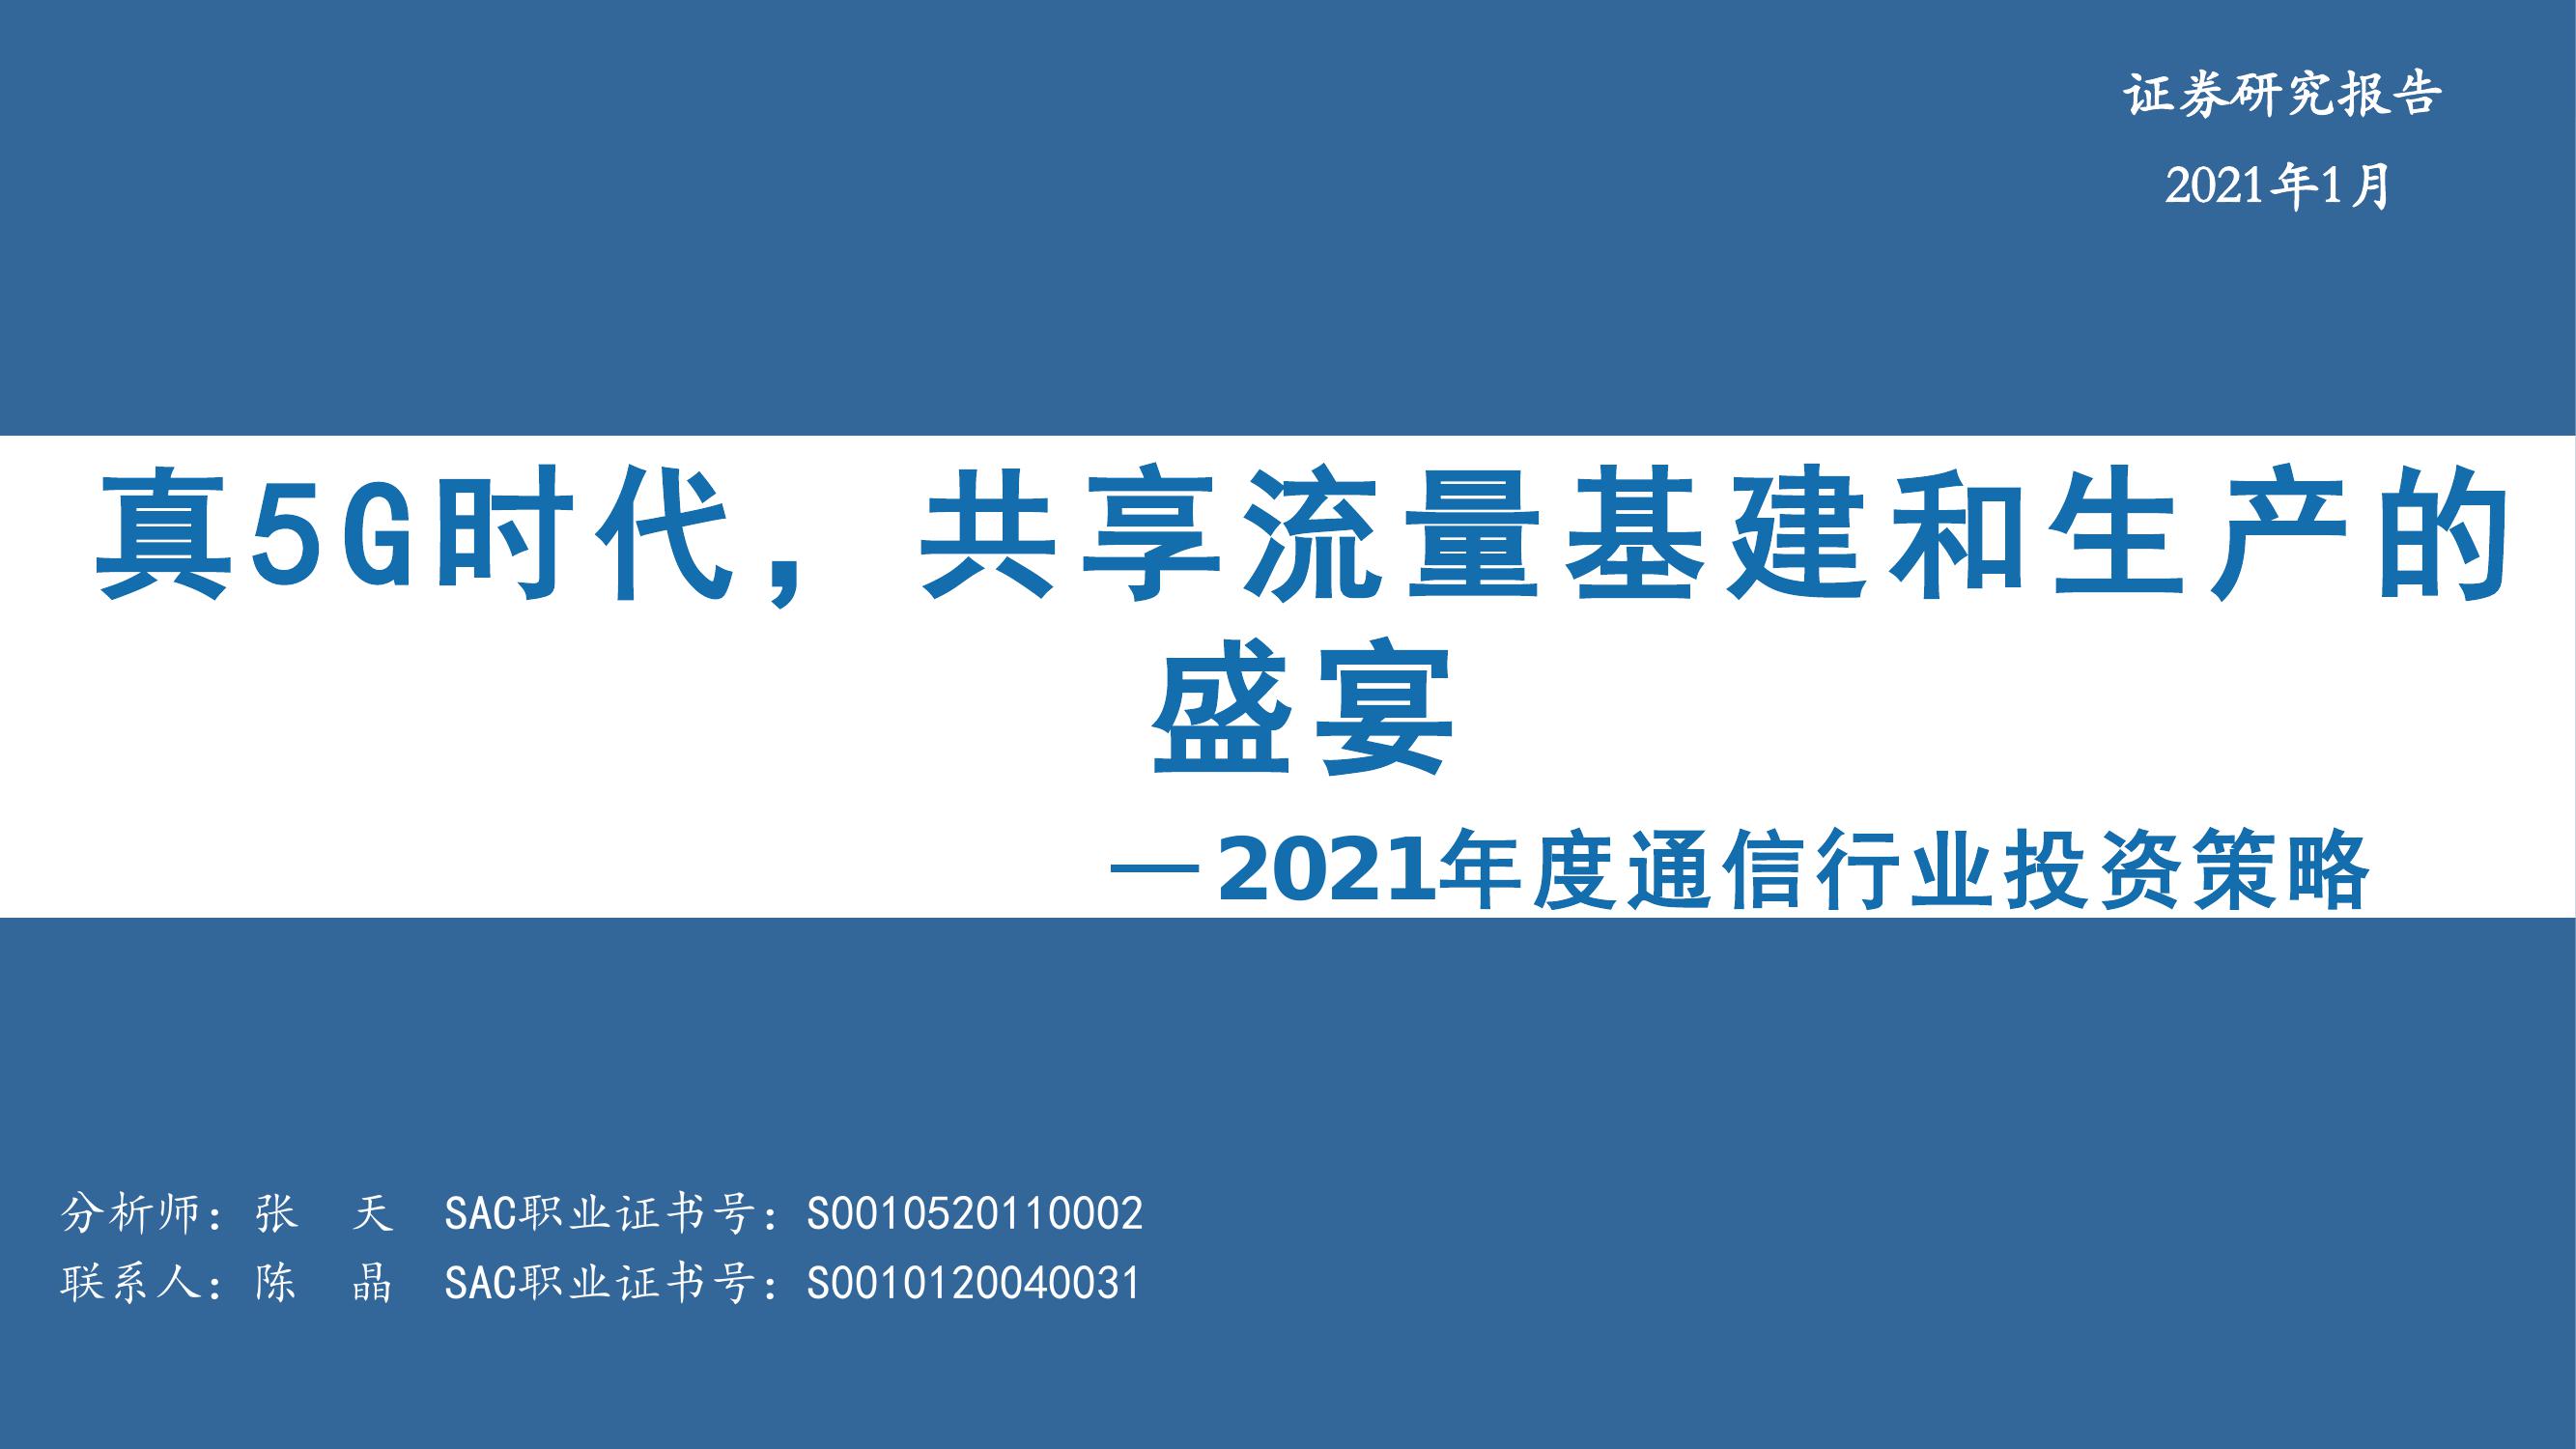 证券研究报告
2021年1月
真5G时代，共享流量基建和生产的
盛宴
—2021年度通信行业投资策略
分析师：张　天　SAC职业证书号：S0010520110002
联系人：陈　晶　SAC职业证书号：S0010120040031